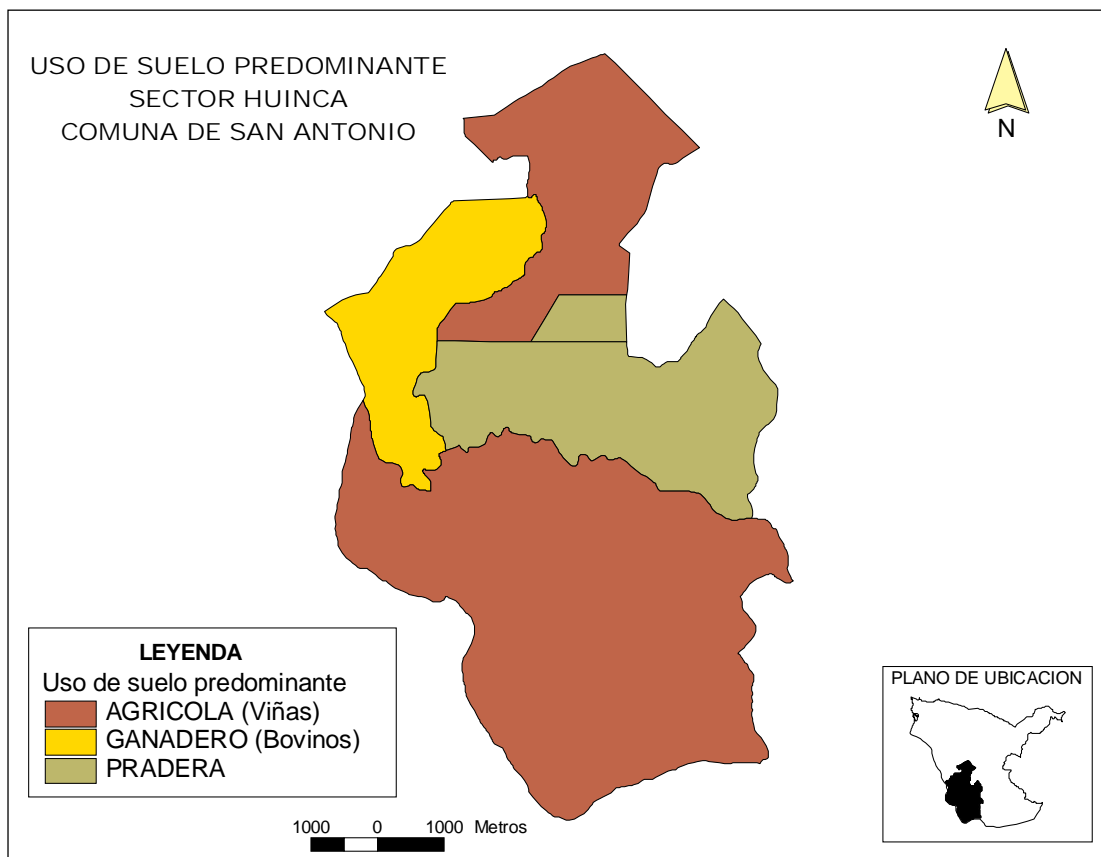 USO DE SUELO PREDOMINANTE
SECTOR HUINCA
COMUNA DE SAN ANTONIO
N
LEYENDA
Uso de suelo predominante
AGRICOLA (Viñas)
GANADERO (Bovinos)
PRADERA
1000 0 1000 Metros
PLANO DE UBICACION